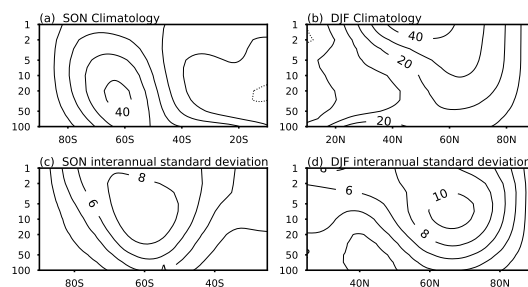 (a) SON Climatology
(b) DJF Climatology
1
2
5
10
20
50
100
40
80S
60S
40S
20S
1
2
5
10
20
50
100
40
20
20
20N
40N
60N
80N
(c) SON interannual standard deviation
(d) DJF interannual standard deviation
1
2
5
10
20
50
100
8
6
80S
60S
40S
1
2
5
10
20
50
100
6
10
8
40N
60N
80N